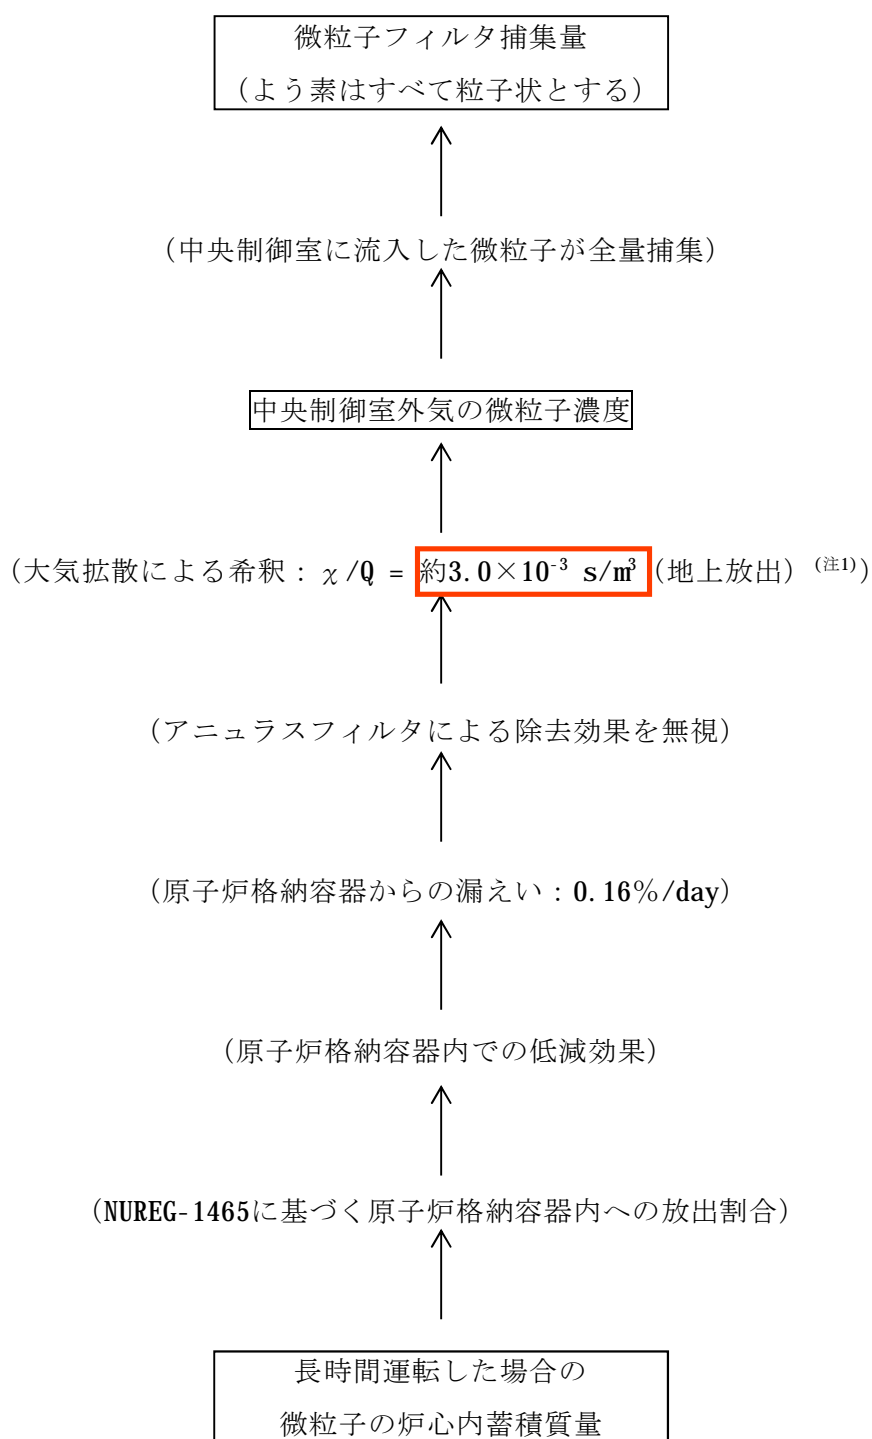 微粒子フィルタ捕集量
(よう素はすべて粒子状とする)
(中央制御室に流入した微粒子が全量捕集)
中央制御室外気の微粒子濃度
(大気拡散による希釈:χ/Q = 約3.0×10⁻³ s/㎥(地上放出)(注1))
(アニュラスフィルタによる除去効果を無視)
(原子炉格納容器からの漏えい:0.16%/day)
(原子炉格納容器内での低減効果)
(NUREG-1465に基づく原子炉格納容器内への放出割合)
長時間運転した場合の
微粒子の炉心内蓄積質量